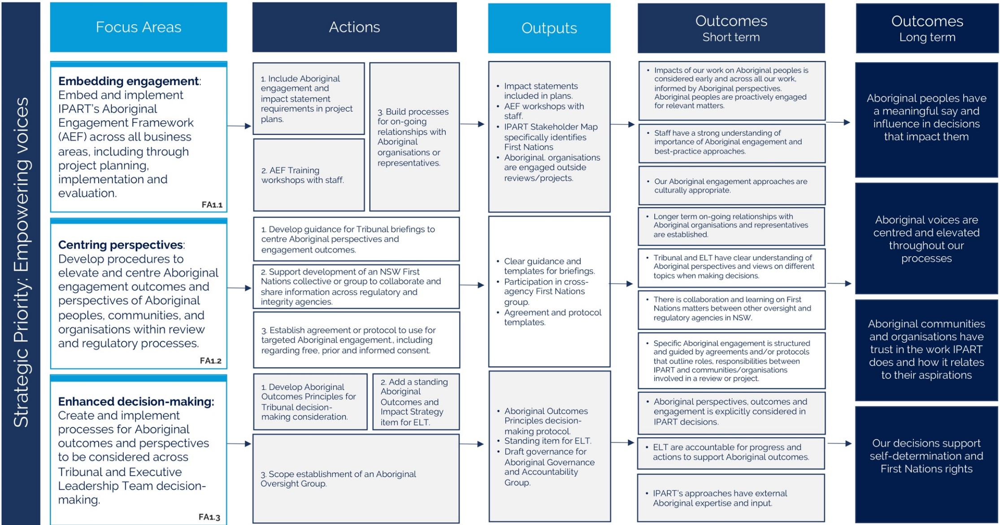 Strategic Priority: Empowering voices
Focus Areas
Actions
Outputs
Outcomes
Short term
Outcomes
Long term
Embedding engagement:
Embed and implement
IPART's Aboriginal
Engagement Framework
(AEF) across all business
areas, including through
project planning,
implementation and
evaluation.
FA1.1
1. Include Aboriginal
engagement and
impact statement
requirements in project
plans.
2. AEF Training
workshops with staff.
3. Build processes
for on-going
relationships with
Aboriginal
organisations or
representatives.
• Impact statements
included in plans.
• AEF workshops with
staff.
• IPART Stakeholder Map
specifically identifies
First Nations
• Aboriginal. organisations
are engaged outside
reviews/projects.
• Impacts of our work on Aboriginal peoples is
considered early and across all our work,
informed by Aboriginal perspectives.
Aboriginal peoples are proactively engaged
for relevant matters.
• Staff have a strong understanding of
importance of Aboriginal engagement and
best-practice approaches.
• Our Aboriginal engagement approaches are
culturally appropriate.
• Longer term on-going relationships with
Aboriginal organisations and representatives
are established.
Centring perspectives:
Develop procedures to
elevate and centre Aboriginal
engagement outcomes and
perspectives of Aboriginal
peoples, communities, and
organisations within review
and regulatory processes.
FA1.2
1. Develop guidance for Tribunal briefings to
centre Aboriginal perspectives and
engagement outcomes.
2. Support development of an NSW First
Nations collective or group to collaborate and
share information across regulatory and
integrity agencies.
3. Establish agreement or protocol to use for
targeted Aboriginal engagement., including
regarding free, prior and informed consent.
• Clear guidance and
templates for briefings.
• Participation in cross-
agency First Nations
group.
• Agreement and protocol
templates.
• Tribunal and ELT have clear understanding of
Aboriginal perspectives and views on different
topics when making decisions.
• There is collaboration and learning on First
Nations matters between other oversight and
regulatory agencies in NSW.
• Specific Aboriginal engagement is structured
and guided by agreements and/or protocols
that outline roles, responsibilities between
IPART and communities/organisations
involved in a review or project.
Enhanced decision-making:
Create and implement
processes for Aboriginal
outcomes and perspectives
to be considered across
Tribunal and Executive
Leadership Team decision-
making.
FA1.3
1. Develop Aboriginal
Outcomes Principles for
Tribunal decision-
making consideration.
2. Add a standing
Aboriginal
Outcomes and
Impact Strategy
item for ELT.
3. Scope establishment of an Aboriginal
Oversight Group.
• Aboriginal Outcomes
Principles decision-
making protocol.
• Standing item for ELT.
• Draft governance for
Aboriginal Governance
and Accountability
Group.
• Aboriginal perspectives, outcomes and
engagement is explicitly considered in
IPART decisions.
• ELT are accountable for progress and
actions to support Aboriginal outcomes.
• IPART's approaches have external
Aboriginal expertise and input.
Aboriginal peoples have
a meaningful say and
influence in decisions
that impact them
Aboriginal voices are
centred and elevated
throughout our
processes
Aboriginal communities
and organisations have
trust in the work IPART
does and how it relates
to their aspirations
Our decisions support
self-determination and
First Nations rights